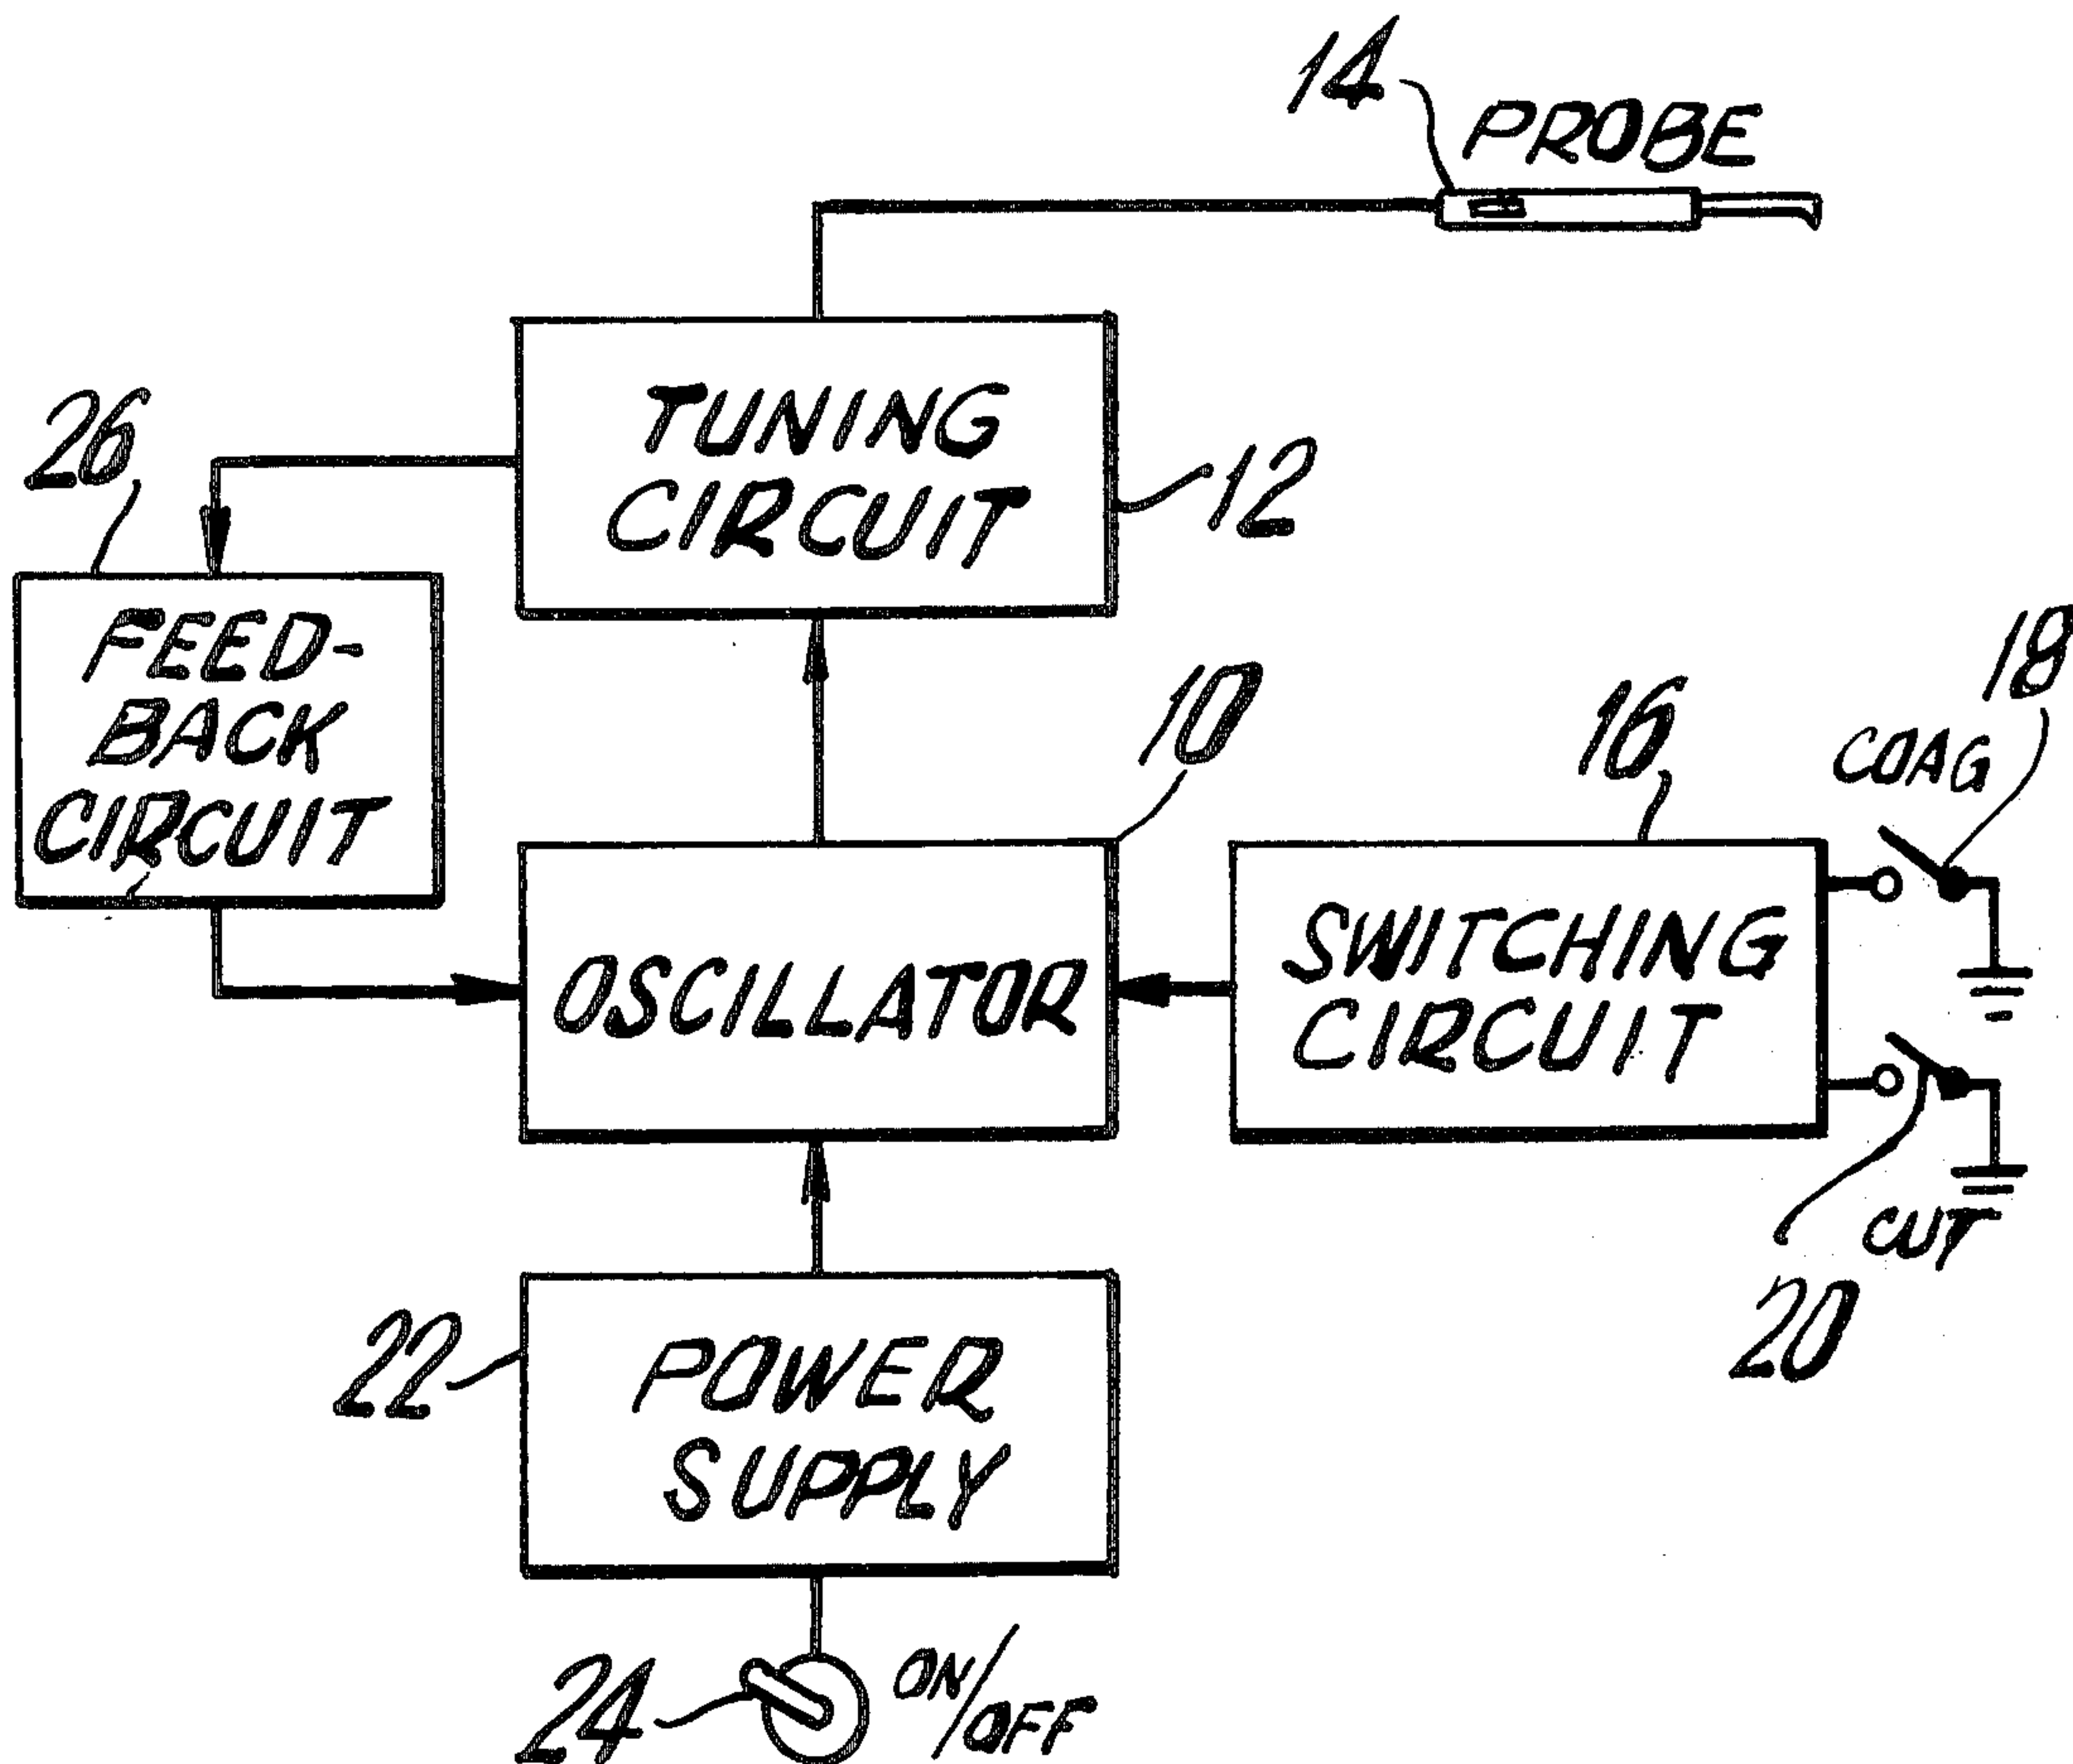 14
PROBE
TUNING
CIRCUIT
12
26
FEED-
BACK
CIRCUIT
10
OSCILLATOR
16
SWITCHING
CIRCUIT
18
COAG
CUT
20
22
POWER
SUPPLY
24
ON/OFF